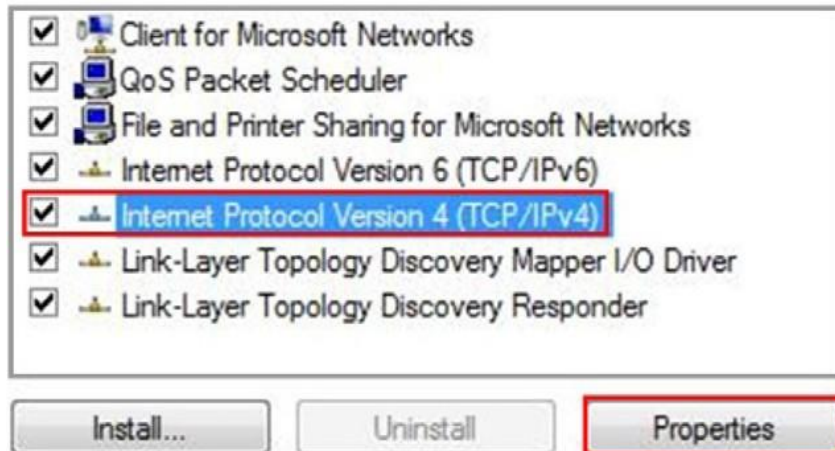 Client for Microsoft Networks
QoS Packet Scheduler
File and Printer Sharing for Microsoft Networks
Internet Protocol Version 6 (TCP/IPv6)
Internet Protocol Version 4 (TCP/IPv4)
Link-Layer Topology Discovery Mapper I/O Driver
Link-Layer Topology Discovery Responder
Install... Uninstall Properties